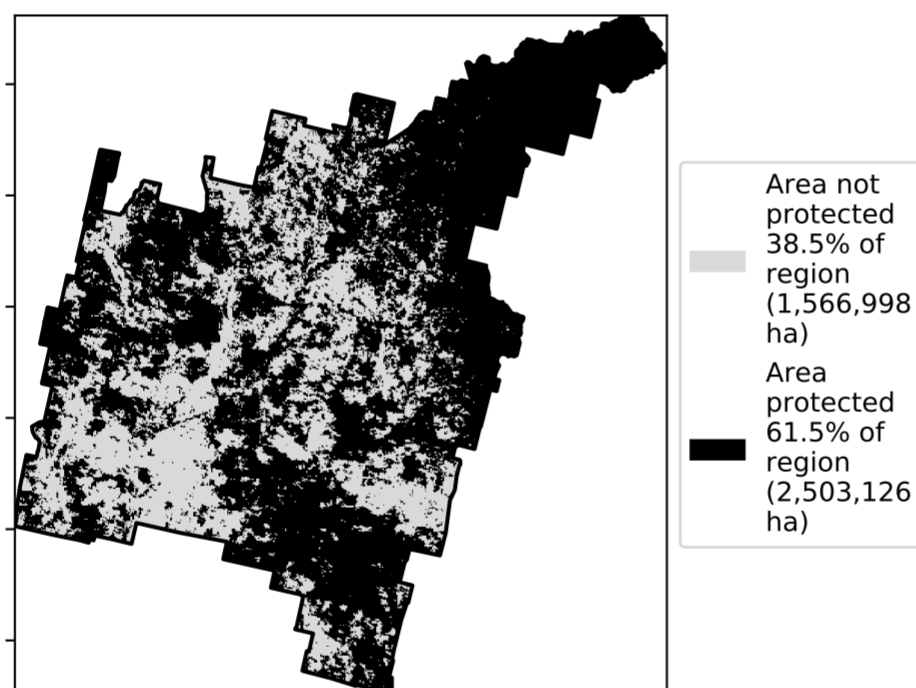 Area not
protected
38.5% of
region
(1,566,998
ha)
Area
protected
61.5% of
region
(2,503,126
ha)